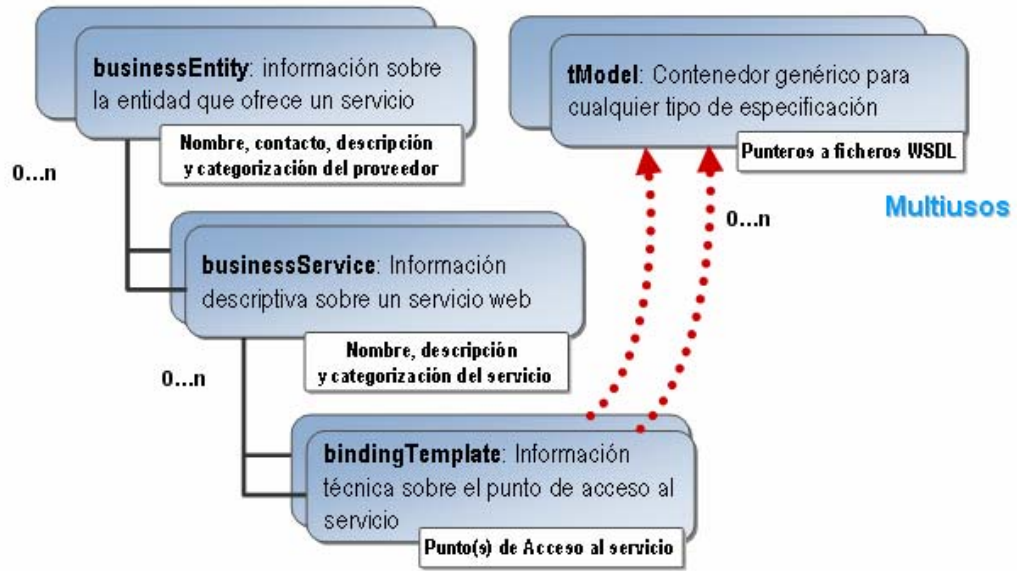 businessEntity: información sobre
la entidad que ofrece un servicio
Nombre, contacto, descripción
y categorización del proveedor
0...n
tModel: Contenedor genérico para
cualquier tipo de especificación
Punteros a ficheros WSDL
0...n
Multiusos
businessService: Información
descriptiva sobre un servicio web
Nombre, descripción
y categorización del servicio
0...n
bindingTemplate: Información
técnica sobre el punto de acceso al
servicio
Punto(s) de Acceso al servicio